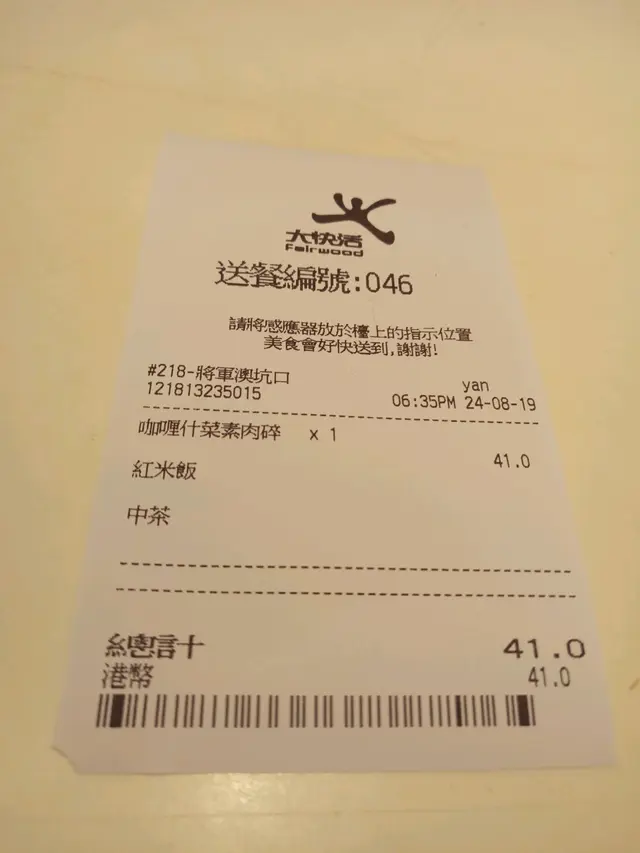 大快活
Fairwood
送餐編號:046
請將感應器放於檯上的指示位置
美食會好快送到,謝謝!
#218-將軍澳坑口 yan
121813235015 06:35PM 24-08-19
咖喱什菜素肉碎 x 1 41.0
紅米飯
中茶
總計 41.0
港幣 41.0